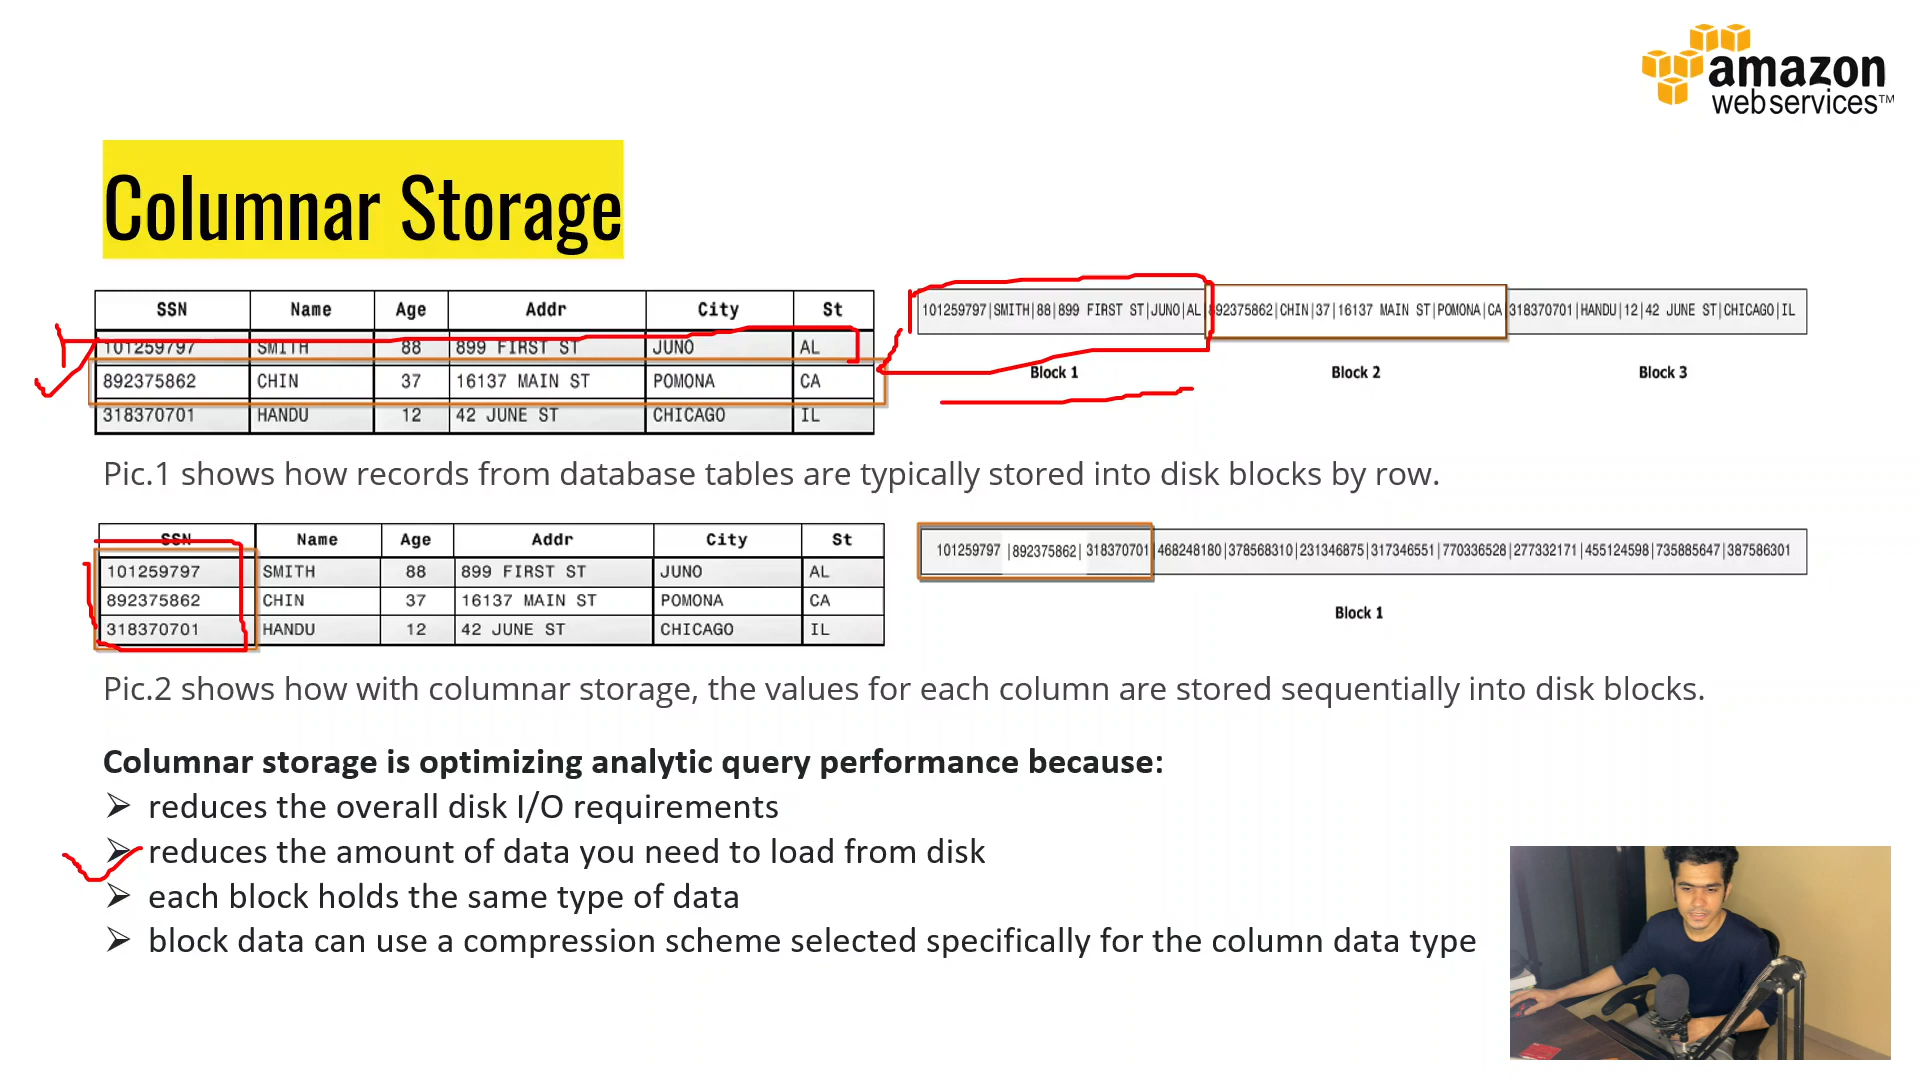 amazon
webservices™
Columnar Storage
SSN Name Age Addr City St
101259797 SMITH 88 899 FIRST ST JUNO AL
892375862 CHIN 37 16137 MAIN ST POMONA CA
318370701 HANDU 12 42 JUNE ST CHICAGO IL
101259797|SMITH|88|899 FIRST ST|JUNO|AL 892375862|CHIN|37|16137 MAIN ST|POMONA|CA 318370701|HANDU|12|42 JUNE ST|CHICAGO|IL
Block 1 Block 2 Block 3
Pic.1 shows how records from database tables are typically stored into disk blocks by row.
SSN Name Age Addr City St
101259797 SMITH 88 899 FIRST ST JUNO AL
892375862 CHIN 37 16137 MAIN ST POMONA CA
318370701 HANDU 12 42 JUNE ST CHICAGO IL
101259797 |892375862| 318370701|468248180|378568310|231346875|317346551|770336528|277332171|455124598|735885647|387586301
Block 1
Pic.2 shows how with columnar storage, the values for each column are stored sequentially into disk blocks.
Columnar storage is optimizing analytic query performance because:
➢ reduces the overall disk I/O requirements
➢ reduces the amount of data you need to load from disk
➢ each block holds the same type of data
➢ block data can use a compression scheme selected specifically for the column data type